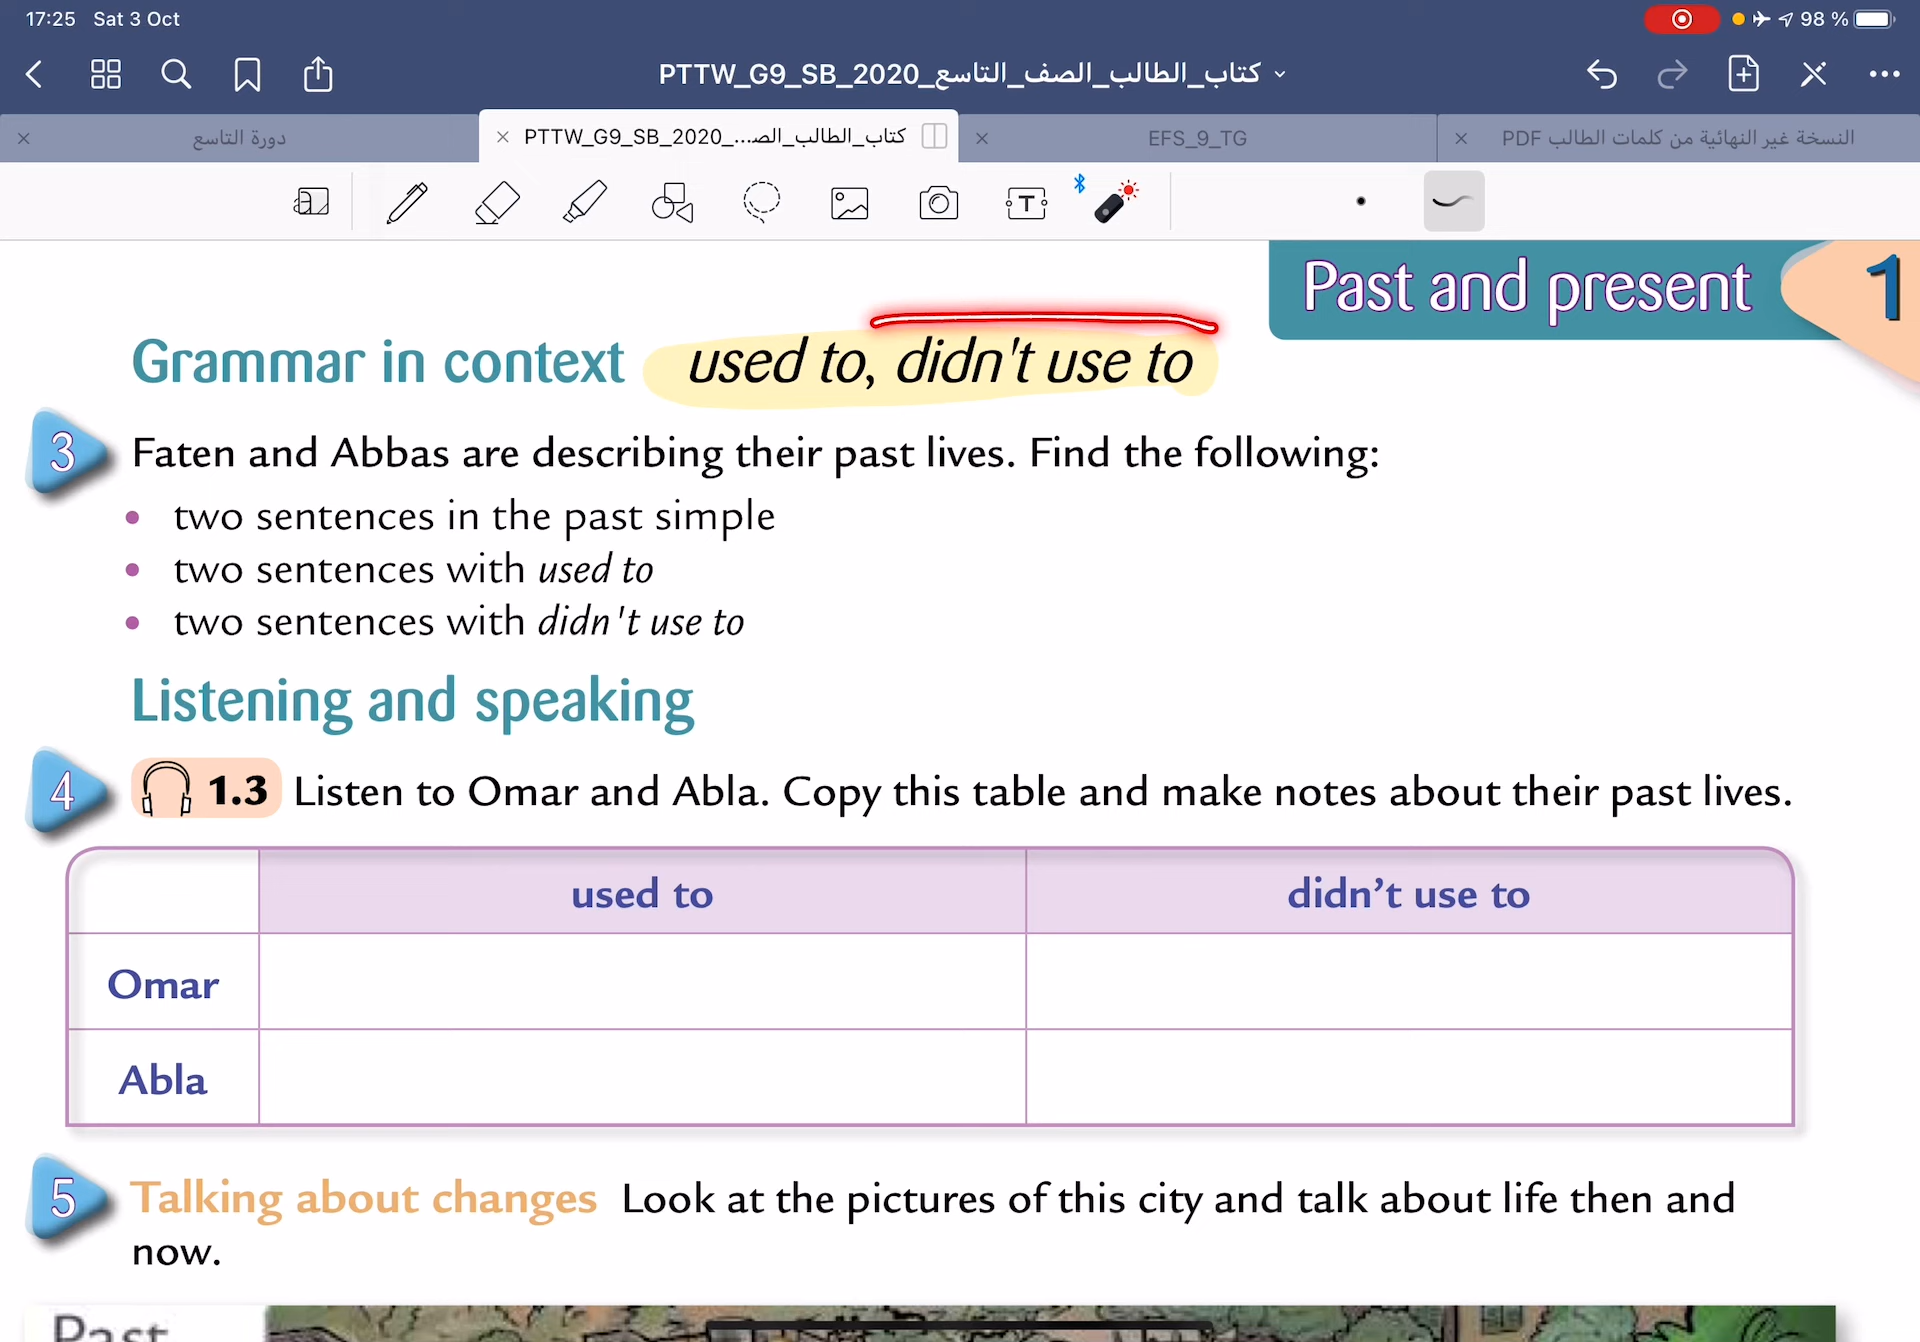 17:25 Sat 3 Oct
98 %
PTTW_G9_SB_2020_كتاب_الطالب_الصف_التاسع
دورة التاسع
PTTW_G9_SB_2020_...كتاب_الطالب_الصـ
EFS_9_TG
النسخة غير النهائية من كلمات الطالب PDF
Past and present 1
Grammar in context used to, didn't use to
3 Faten and Abbas are describing their past lives. Find the following:
• two sentences in the past simple
• two sentences with used to
• two sentences with didn't use to
Listening and speaking
4 1.3 Listen to Omar and Abla. Copy this table and make notes about their past lives.
used to didn’t use to
Omar
Abla
5 Talking about changes Look at the pictures of this city and talk about life then and
now.
Past